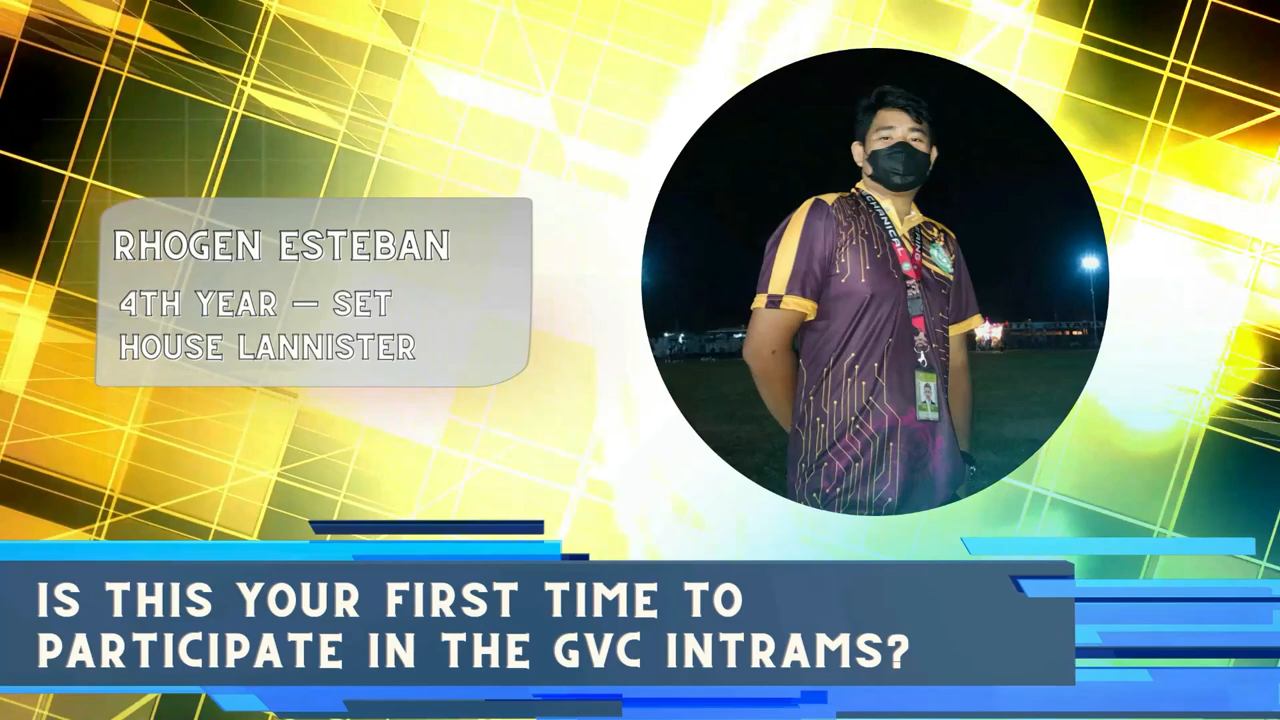 RHOGEN ESTEBAN
4TH YEAR – SET
HOUSE LANNISTER
IS THIS YOUR FIRST TIME TO
PARTICIPATE IN THE GVC INTRAMS?